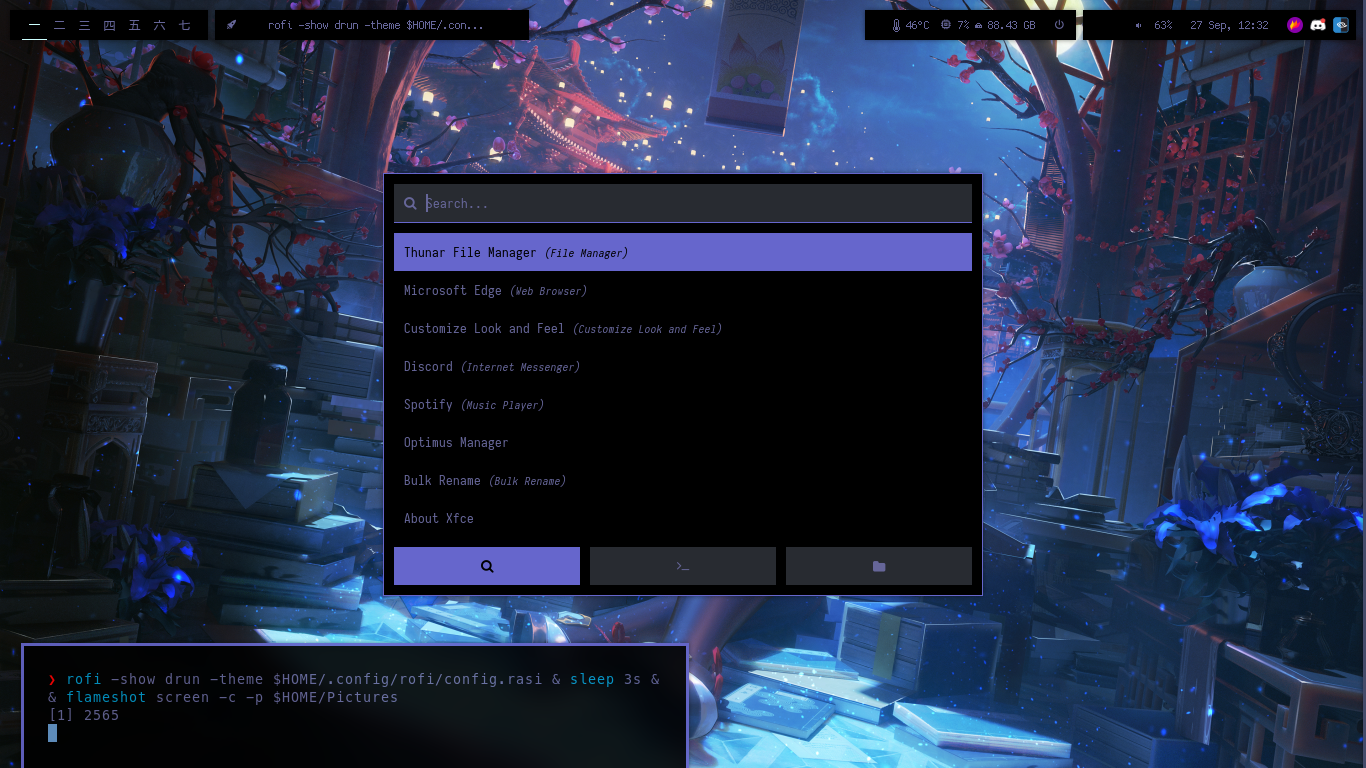 一 二 三 四 五 六 七
rofi -show drun -theme $HOME/.con...
46°C 7% 88.43 GB
63% 27 Sep, 12:32
Search...
Thunar File Manager (File Manager)
Microsoft Edge (Web Browser)
Customize Look and Feel (Customize Look and Feel)
Discord (Internet Messenger)
Spotify (Music Player)
Optimus Manager
Bulk Rename (Bulk Rename)
About Xfce
>_
❯ rofi -show drun -theme $HOME/.config/rofi/config.rasi & sleep 3s &
& flameshot screen -c -p $HOME/Pictures
[1] 2565